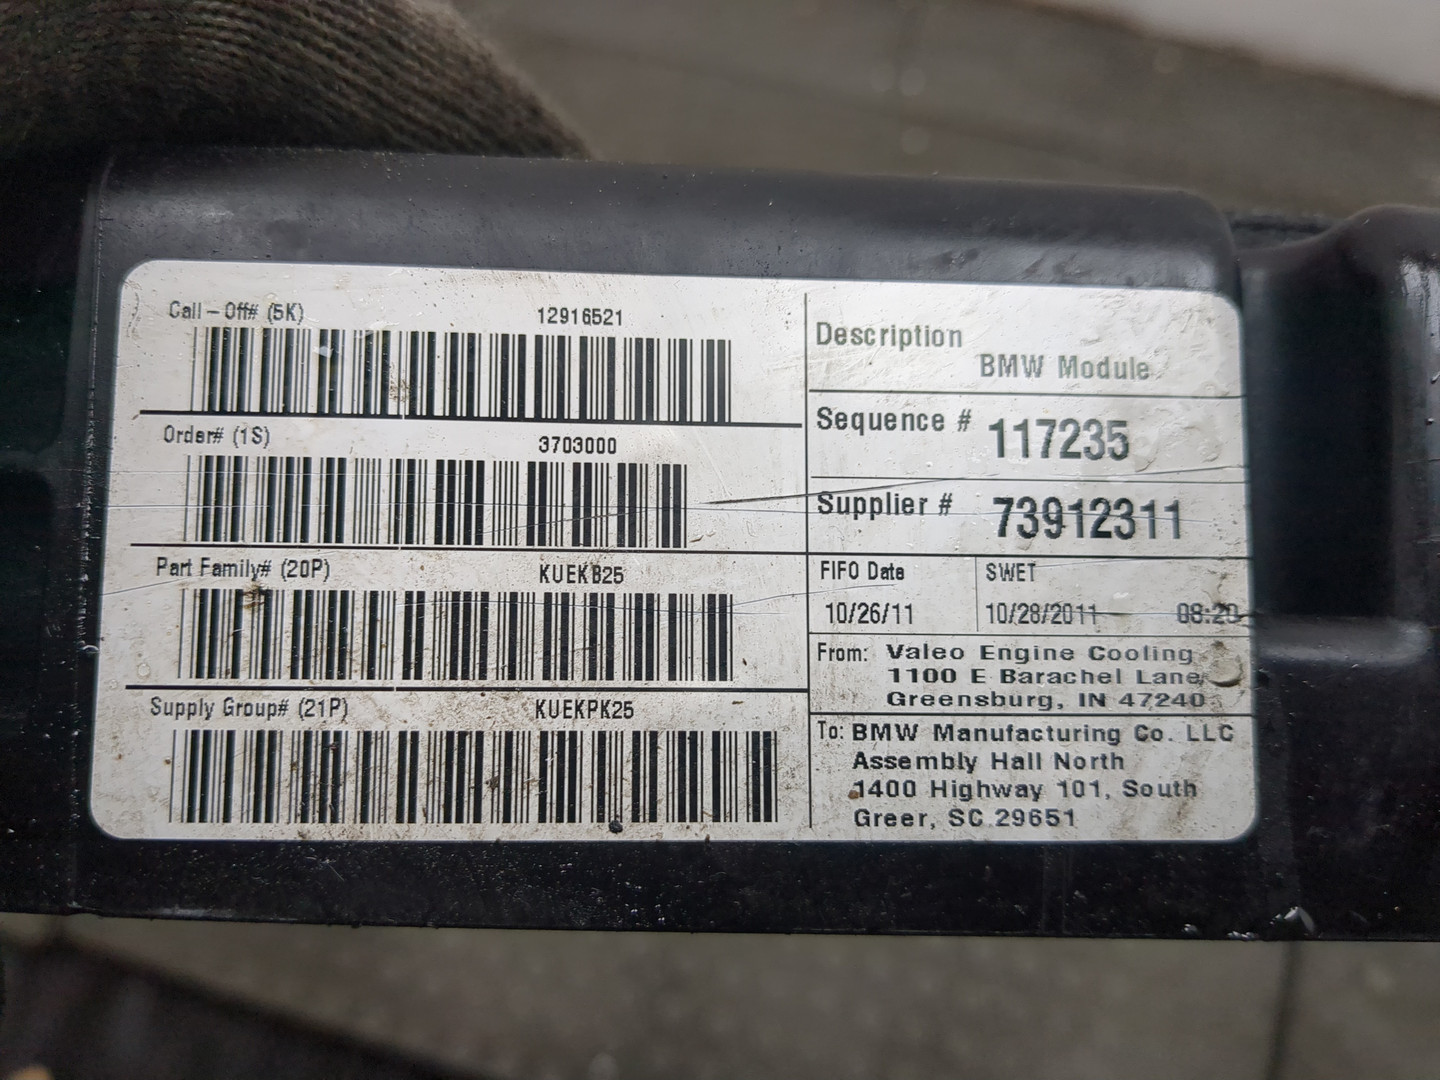 Call - Off# (5K) 12916521
Order# (1S) 3703000
Part Family# (20P) KUEKB25
Supply Group# (21P) KUEKPK25
Description
BMW Module
Sequence # 117235
Supplier # 73912311
FIFO Date SWET
10/26/11 10/28/2011 08:20
From: Valeo Engine Cooling
1100 E Barachel Lane
Greensburg, IN 47240
To: BMW Manufacturing Co. LLC
Assembly Hall North
1400 Highway 101, South
Greer, SC 29651